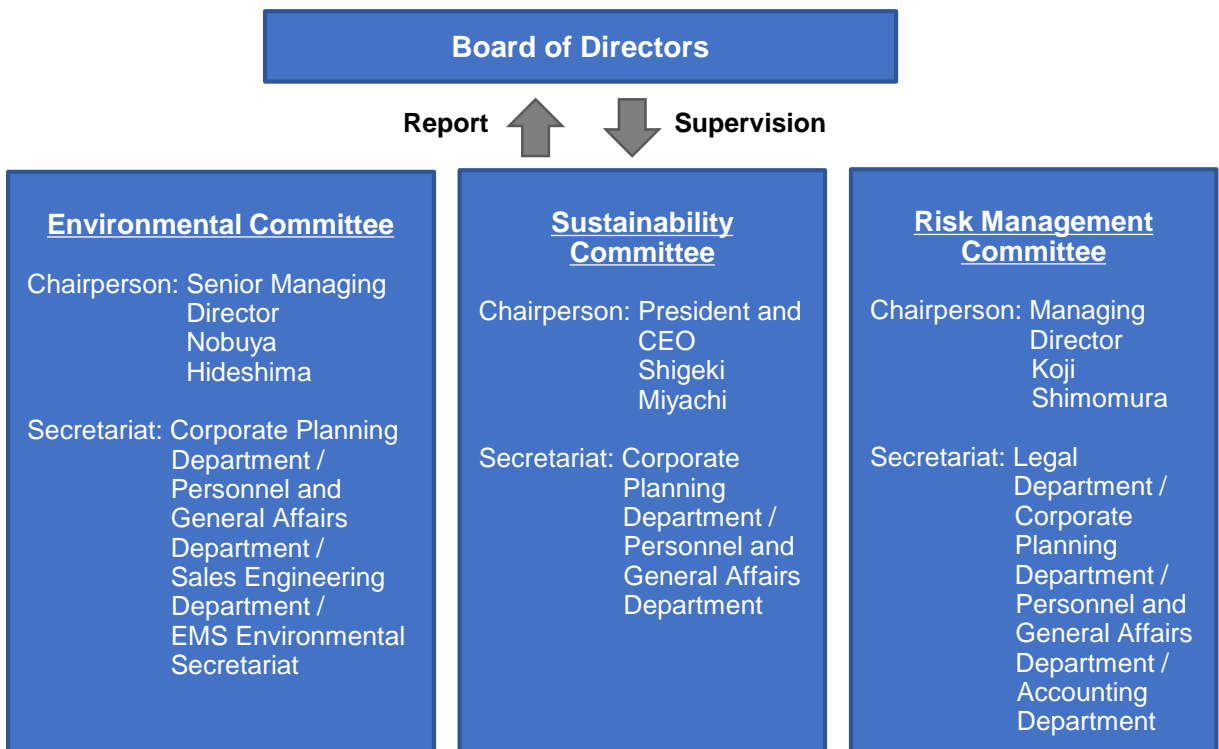 Board of Directors
Report
Supervision
Environmental Committee
Chairperson: Senior Managing
Director
Nobuya
Hideshima
Secretariat: Corporate Planning
Department /
Personnel and
General Affairs
Department /
Sales Engineering
Department /
EMS Environmental
Secretariat
Sustainability
Committee
Chairperson: President and
CEO
Shigeki
Miyachi
Secretariat: Corporate
Planning
Department /
Personnel and
General Affairs
Department
Risk Management
Committee
Chairperson: Managing
Director
Koji
Shimomura
Secretariat: Legal
Department /
Corporate
Planning
Department /
Personnel and
General Affairs
Department /
Accounting
Department